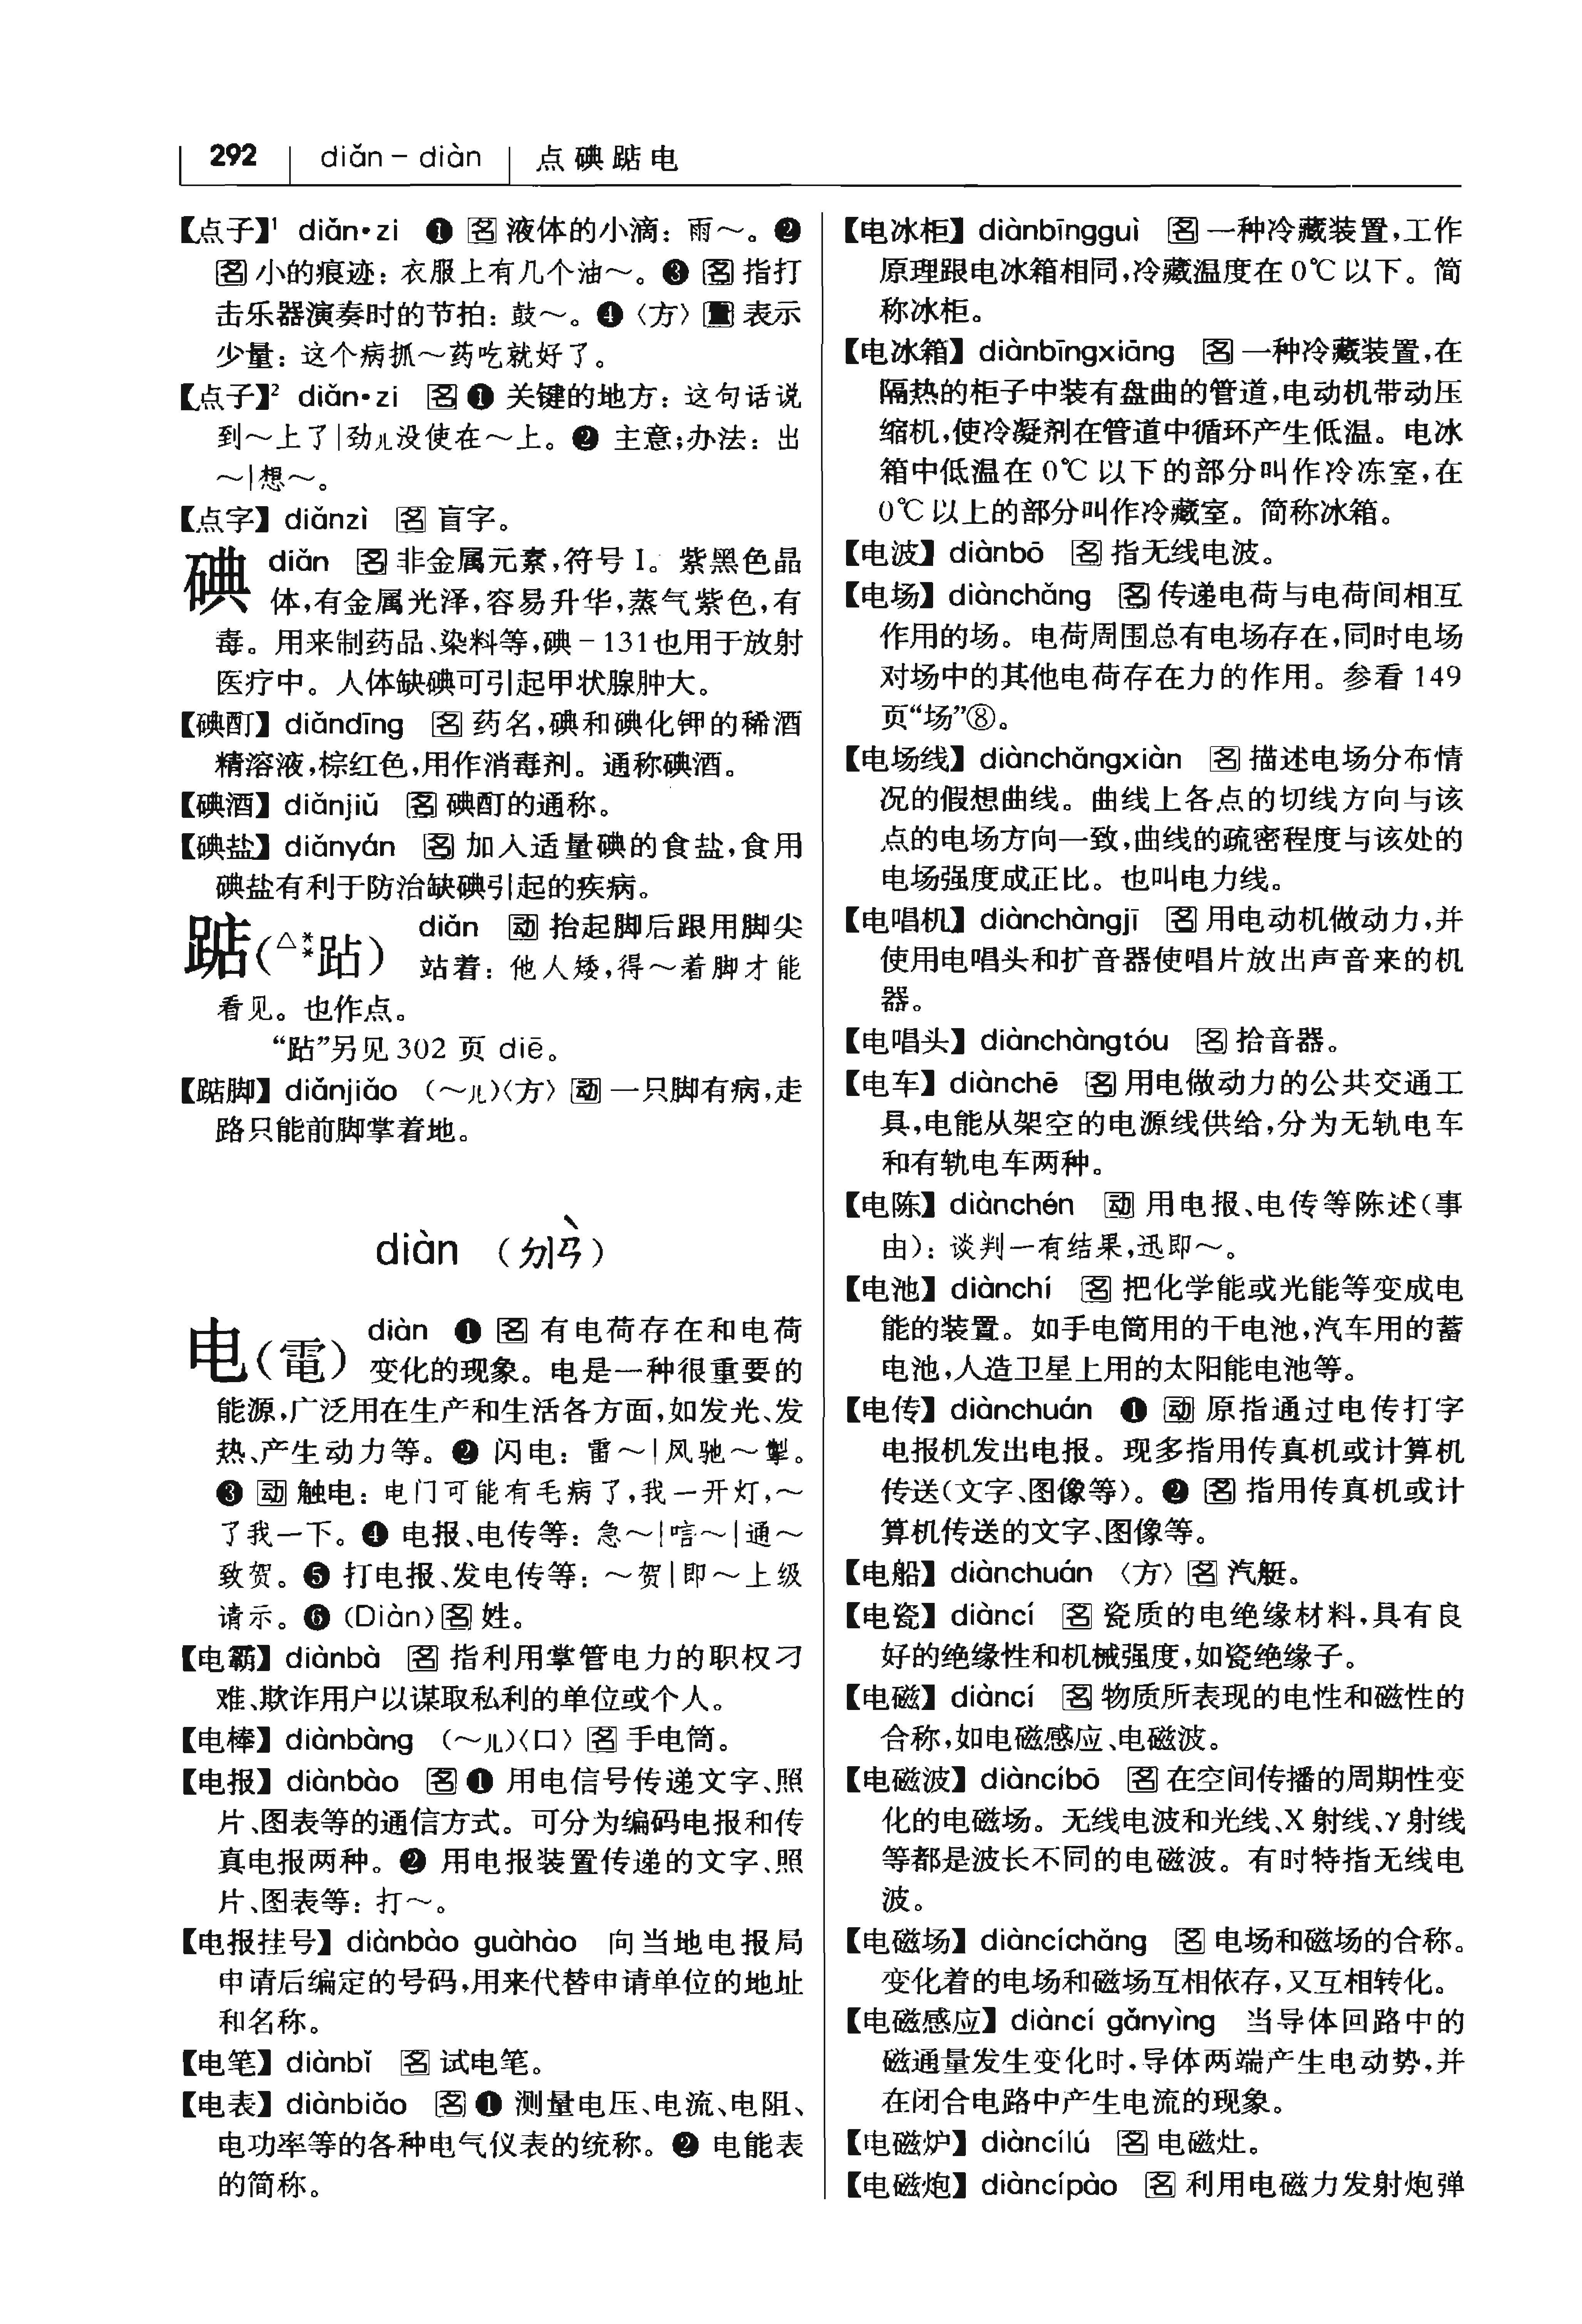 292 diǎn – diàn 点碘踮电
【点子】¹ diǎn·zi ❶ 名 液体的小滴：雨～。❷
名 小的痕迹：衣服上有几个油～。❸ 名 指打
击乐器演奏时的节拍：鼓～。❹〈方〉量 表示
少量：这个病抓～药吃就好了。
【点子】² diǎn·zi 名 ❶ 关键的地方：这句话说
到～上了|劲儿没使在～上。❷ 主意；办法：出
～|想～。
【点字】 diǎnzì 名 盲字。
碘 diǎn 名 非金属元素，符号 I。紫黑色晶
体，有金属光泽，容易升华，蒸气紫色，有
毒。用来制药品、染料等，碘-131也用于放射
医疗中。人体缺碘可引起甲状腺肿大。
【碘酊】 diǎndīng 名 药名，碘和碘化钾的稀酒
精溶液，棕红色，用作消毒剂。通称碘酒。
【碘酒】 diǎnjiǔ 名 碘酊的通称。
【碘盐】 diǎnyán 名 加入适量碘的食盐，食用
碘盐有利于防治缺碘引起的疾病。
踮（△**跕） diǎn 动 抬起脚后跟用脚尖
站着：他人矮，得～着脚才能
看见。也作点。
“跕”另见 302 页 diē。
【踮脚】 diǎnjiǎo （～儿）〈方〉动 一只脚有病，走
路只能前脚掌着地。
diàn （ㄉㄧㄢˋ）
电（電） diàn ❶ 名 有电荷存在和电荷
变化的现象。电是一种很重要的
能源，广泛用在生产和生活各方面，如发光、发
热、产生动力等。❷ 闪电：雷～|风驰～掣。
❸ 动 触电：电门可能有毛病了，我一开灯，～
了我一下。❹ 电报、电传等：急～|唁～|通～
致贺。❺ 打电报、发电传等：～贺|即～上级
请示。❻ (Diàn) 名 姓。
【电霸】 diànbà 名 指利用掌管电力的职权刁
难、欺诈用户以谋取私利的单位或个人。
【电棒】 diànbàng （～儿）〈口〉名 手电筒。
【电报】 diànbào 名 ❶ 用电信号传递文字、照
片、图表等的通信方式。可分为编码电报和传
真电报两种。❷ 用电报装置传递的文字、照
片、图表等：打～。
【电报挂号】 diànbào guàhào 向当地电报局
申请后编定的号码，用来代替申请单位的地址
和名称。
【电笔】 diànbǐ 名 试电笔。
【电表】 diànbiǎo 名 ❶ 测量电压、电流、电阻、
电功率等的各种电气仪表的统称。❷ 电能表
的简称。
【电冰柜】 diànbīngguì 名 一种冷藏装置，工作
原理跟电冰箱相同，冷藏温度在 0℃ 以下。简
称冰柜。
【电冰箱】 diànbīngxiāng 名 一种冷藏装置，在
隔热的柜子中装有盘曲的管道，电动机带动压
缩机，使冷凝剂在管道中循环产生低温。电冰
箱中低温在 0℃ 以下的部分叫作冷冻室，在
0℃ 以上的部分叫作冷藏室。简称冰箱。
【电波】 diànbō 名 指无线电波。
【电场】 diànchǎng 名 传递电荷与电荷间相互
作用的场。电荷周围总有电场存在，同时电场
对场中的其他电荷存在力的作用。参看 149
页“场”⑧。
【电场线】 diànchǎngxiàn 名 描述电场分布情
况的假想曲线。曲线上各点的切线方向与该
点的电场方向一致，曲线的疏密程度与该处的
电场强度成正比。也叫电力线。
【电唱机】 diànchàngjī 名 用电动机做动力，并
使用电唱头和扩音器使唱片放出声音来的机
器。
【电唱头】 diànchàngtóu 名 拾音器。
【电车】 diànchē 名 用电做动力的公共交通工
具，电能从架空的电源线供给，分为无轨电车
和有轨电车两种。
【电陈】 diànchén 动 用电报、电传等陈述（事
由）：谈判一有结果，迅即～。
【电池】 diànchí 名 把化学能或光能等变成电
能的装置。如手电筒用的干电池，汽车用的蓄
电池，人造卫星上用的太阳能电池等。
【电传】 diànchuán ❶ 动 原指通过电传打字
电报机发出电报。现多指用传真机或计算机
传送（文字、图像等）。❷ 名 指用传真机或计
算机传送的文字、图像等。
【电船】 diànchuán 〈方〉名 汽艇。
【电瓷】 diàncí 名 瓷质的电绝缘材料，具有良
好的绝缘性和机械强度，如瓷绝缘子。
【电磁】 diàncí 名 物质所表现的电性和磁性的
合称，如电磁感应、电磁波。
【电磁波】 diàncíbō 名 在空间传播的周期性变
化的电磁场。无线电波和光线、X 射线、γ 射线
等都是波长不同的电磁波。有时特指无线电
波。
【电磁场】 diàncíchǎng 名 电场和磁场的合称。
变化着的电场和磁场互相依存，又互相转化。
【电磁感应】 diàncí gǎnyìng 当导体回路中的
磁通量发生变化时，导体两端产生电动势，并
在闭合电路中产生电流的现象。
【电磁炉】 diàncílú 名 电磁灶。
【电磁炮】 diàncípào 名 利用电磁力发射炮弹